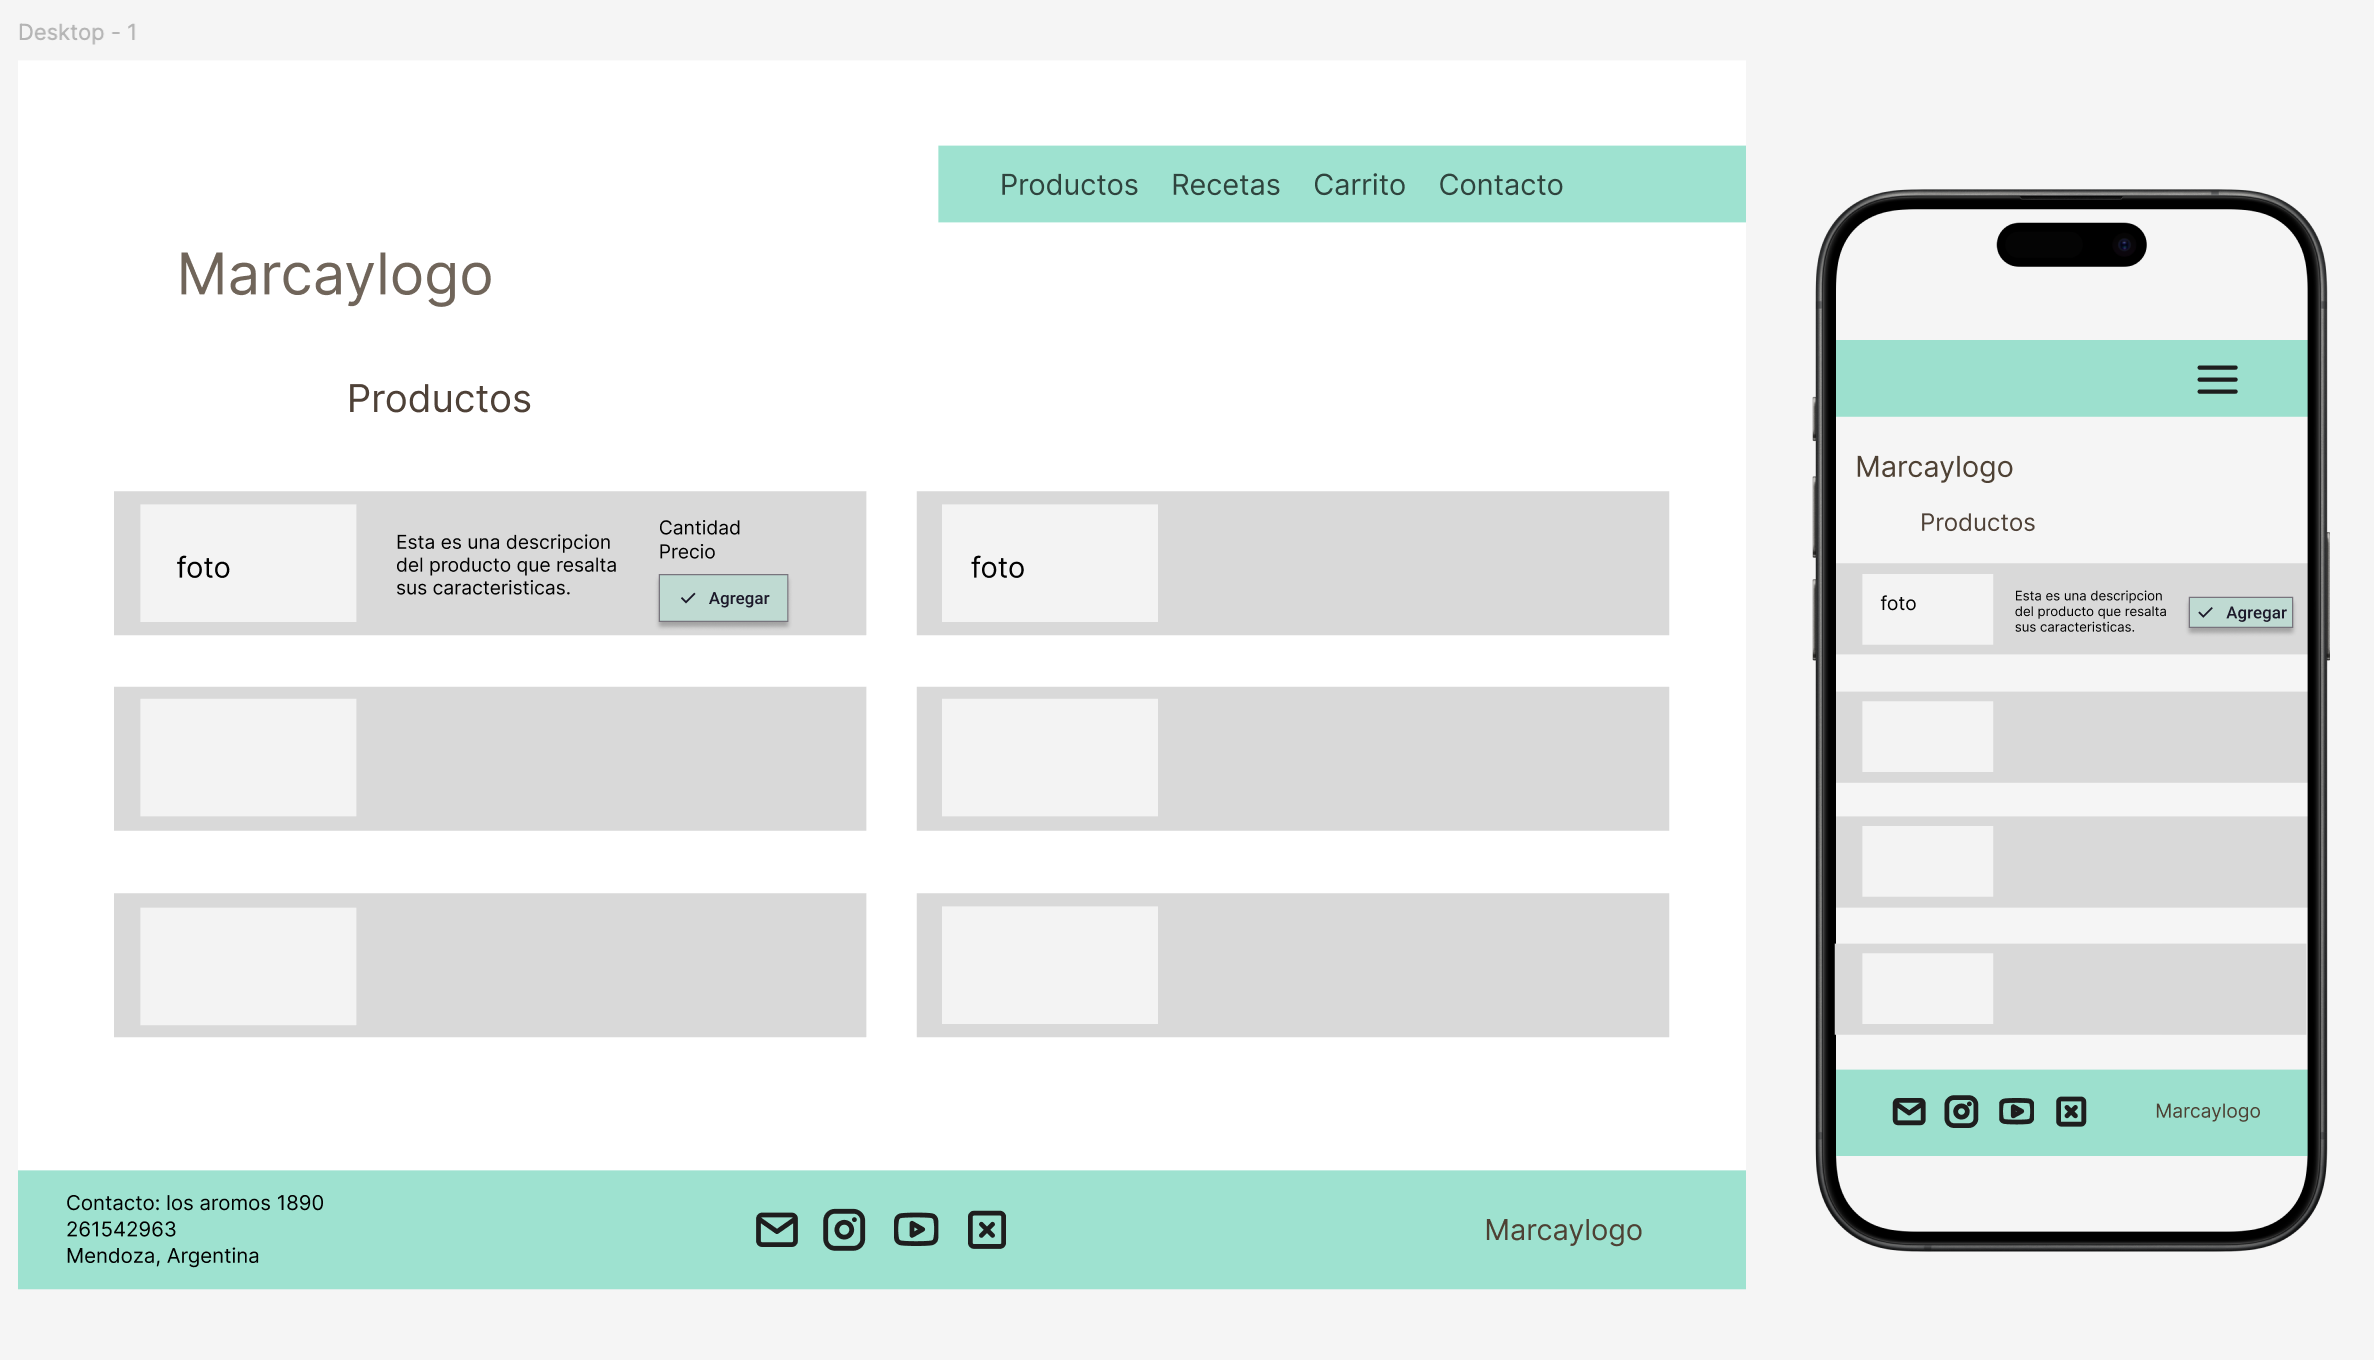 Desktop - 1
Productos Recetas Carrito Contacto
Marcaylogo
Productos
foto
Esta es una descripcion
del producto que resalta
sus caracteristicas.
Cantidad
Precio
Agregar
foto
Contacto: los aromos 1890
261542963
Mendoza, Argentina
Marcaylogo
Marcaylogo
Productos
foto
Esta es una descripcion
del producto que resalta
sus caracteristicas.
Agregar
Marcaylogo